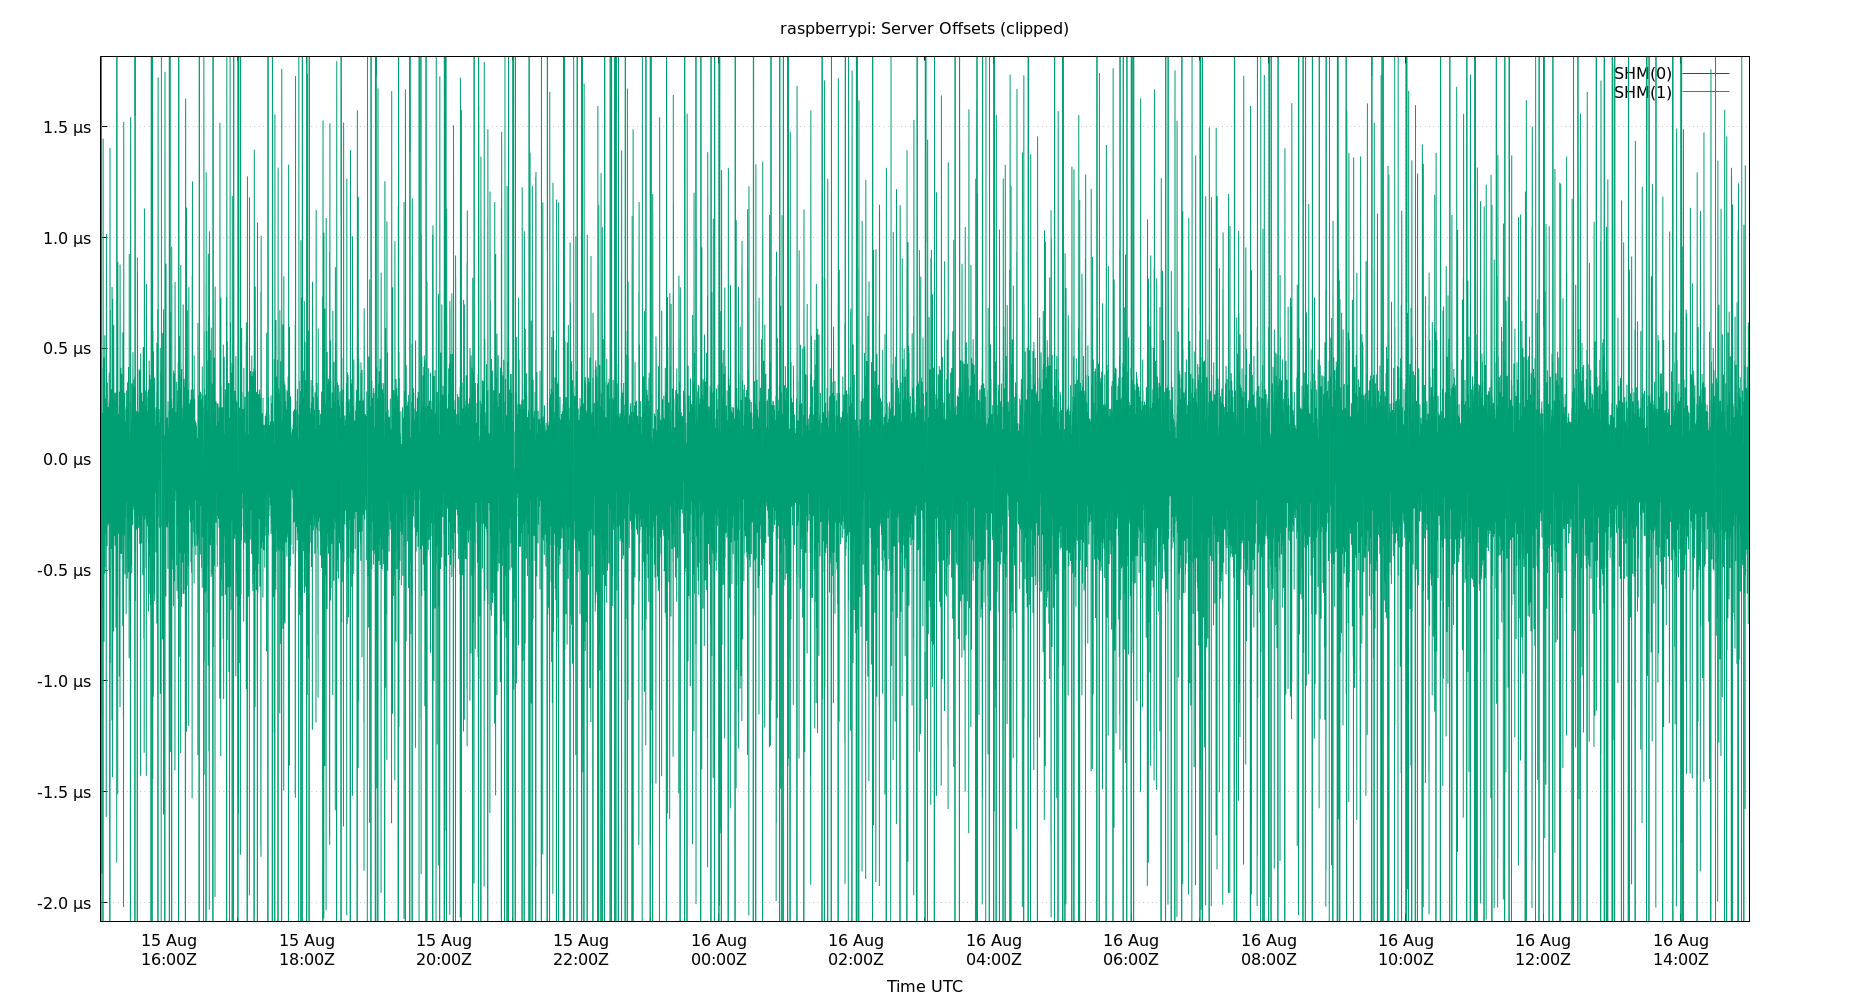 raspberrypi: Server Offsets (clipped)
SHM(0)
SHM(1)
1.5 µs
1.0 µs
0.5 µs
0.0 µs
-0.5 µs
-1.0 µs
-1.5 µs
-2.0 µs
15 Aug 15 Aug 15 Aug 15 Aug 16 Aug 16 Aug 16 Aug 16 Aug 16 Aug 16 Aug 16 Aug 16 Aug
16:00Z 18:00Z 20:00Z 22:00Z 00:00Z 02:00Z 04:00Z 06:00Z 08:00Z 10:00Z 12:00Z 14:00Z
Time UTC